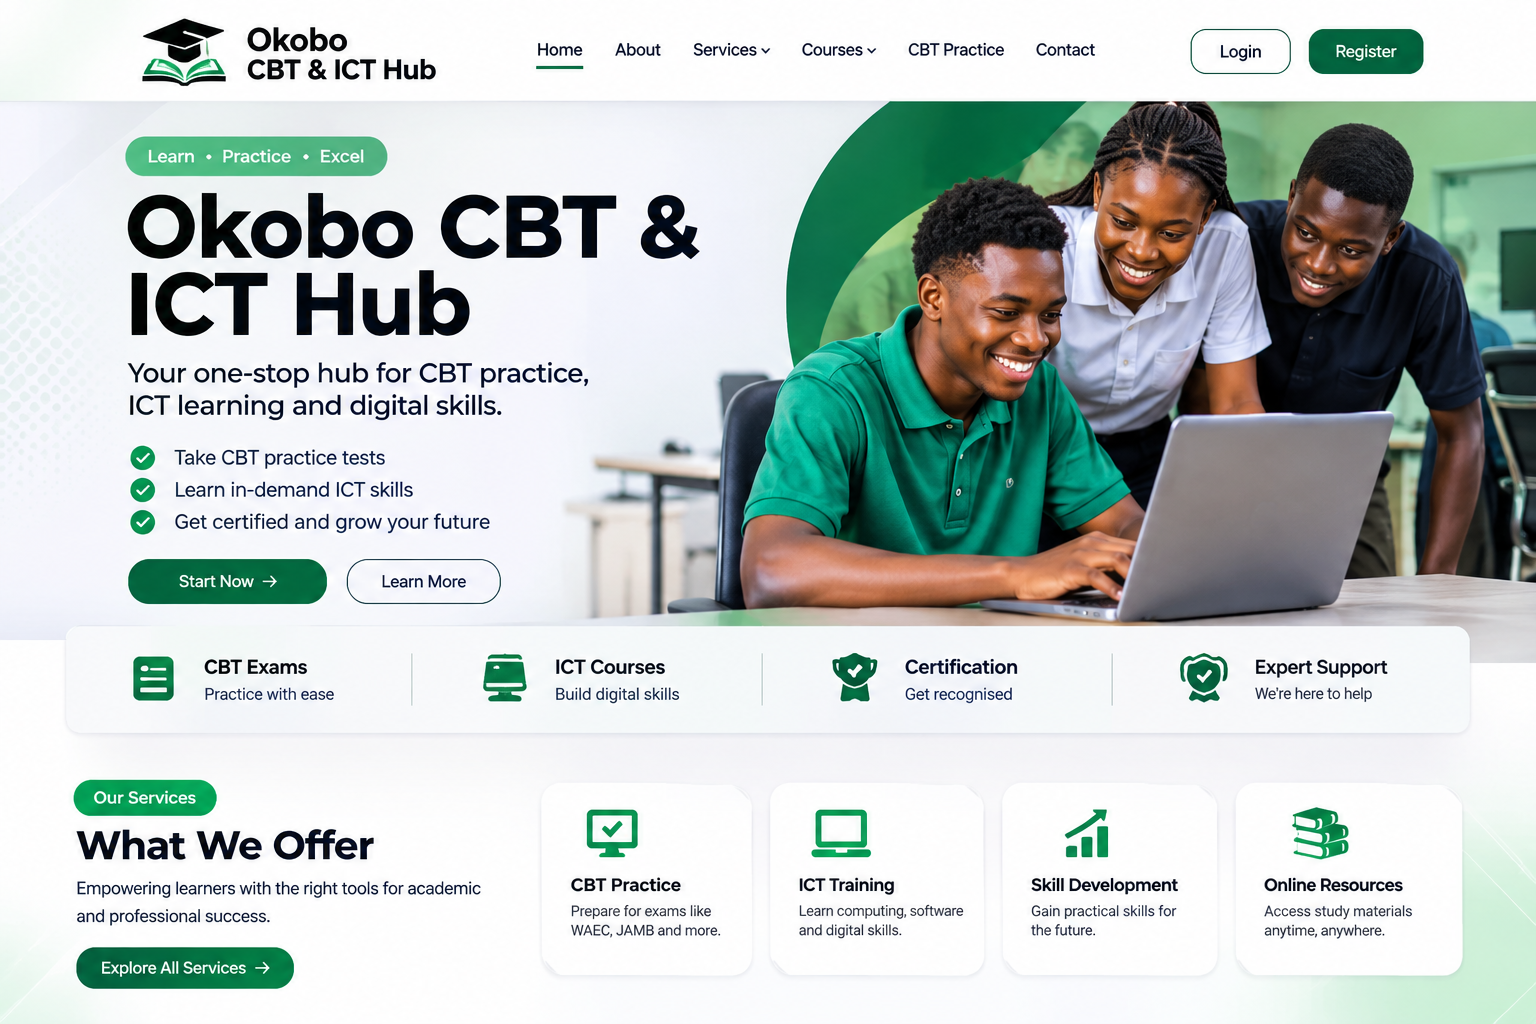 Okobo
CBT & ICT Hub
Home
About
Services
Courses
CBT Practice
Contact
Login
Register
Learn • Practice • Excel
Okobo CBT &
ICT Hub
Your one-stop hub for CBT practice,
ICT learning and digital skills.
Take CBT practice tests
Learn in-demand ICT skills
Get certified and grow your future
Start Now →
Learn More
CBT Exams
Practice with ease
ICT Courses
Build digital skills
Certification
Get recognised
Expert Support
We're here to help
Our Services
What We Offer
Empowering learners with the right tools for academic
and professional success.
Explore All Services →
CBT Practice
Prepare for exams like
WAEC, JAMB and more.
ICT Training
Learn computing, software
and digital skills.
Skill Development
Gain practical skills for
the future.
Online Resources
Access study materials
anytime, anywhere.